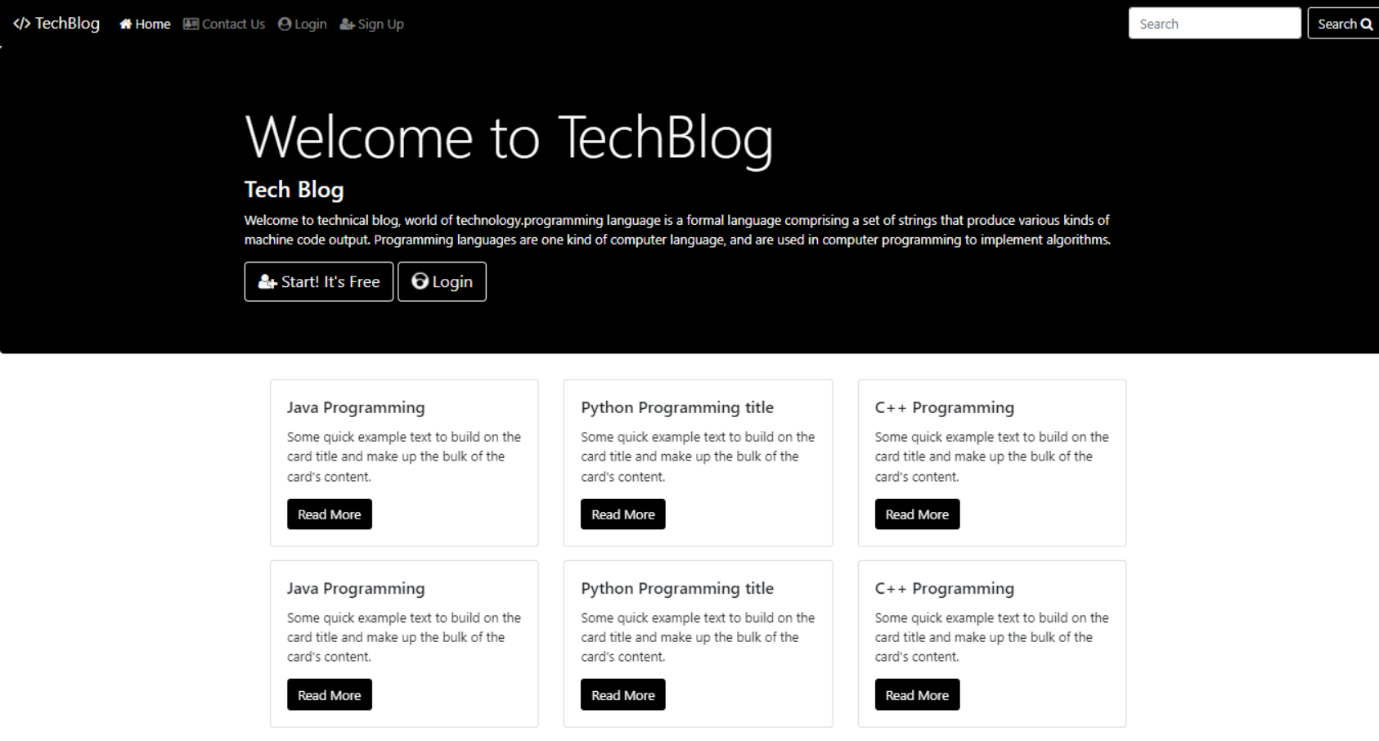 </> TechBlog Home Contact Us Login Sign Up Search Search
Welcome to TechBlog
Tech Blog
Welcome to technical blog, world of technology.programming language is a formal language comprising a set of strings that produce various kinds of
machine code output. Programming languages are one kind of computer language, and are used in computer programming to implement algorithms.
Start! It's Free Login
Java Programming
Some quick example text to build on the
card title and make up the bulk of the
card's content.
Read More
Python Programming title
Some quick example text to build on the
card title and make up the bulk of the
card's content.
Read More
C++ Programming
Some quick example text to build on the
card title and make up the bulk of the
card's content.
Read More
Java Programming
Some quick example text to build on the
card title and make up the bulk of the
card's content.
Read More
Python Programming title
Some quick example text to build on the
card title and make up the bulk of the
card's content.
Read More
C++ Programming
Some quick example text to build on the
card title and make up the bulk of the
card's content.
Read More